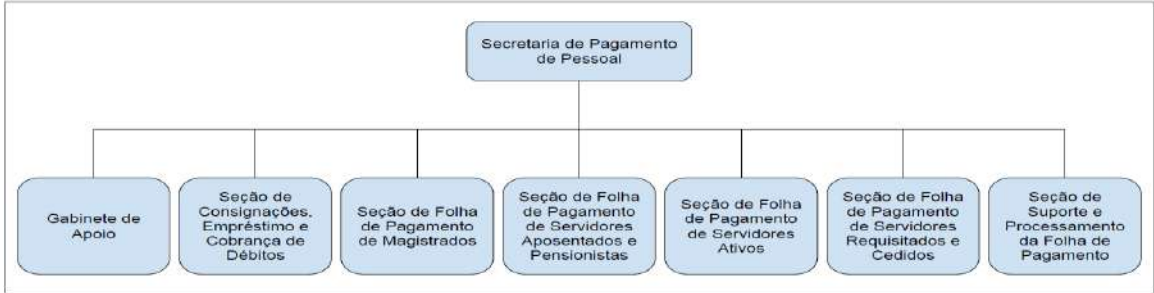 Secretaria de Pagamento
de Pessoal
Gabinete de
Apoio
Seção de
Consignações,
Empréstimo e
Cobrança de
Débitos
Seção de Folha
de Pagamento
de Magistrados
Seção de Folha
de Pagamento
de Servidores
Aposentados e
Pensionistas
Seção de Folha
de Pagamento
de Servidores
Ativos
Seção de Folha
de Pagamento
de Servidores
Requisitados e
Cedidos
Seção de
Suporte e
Processamento
da Folha de
Pagamento